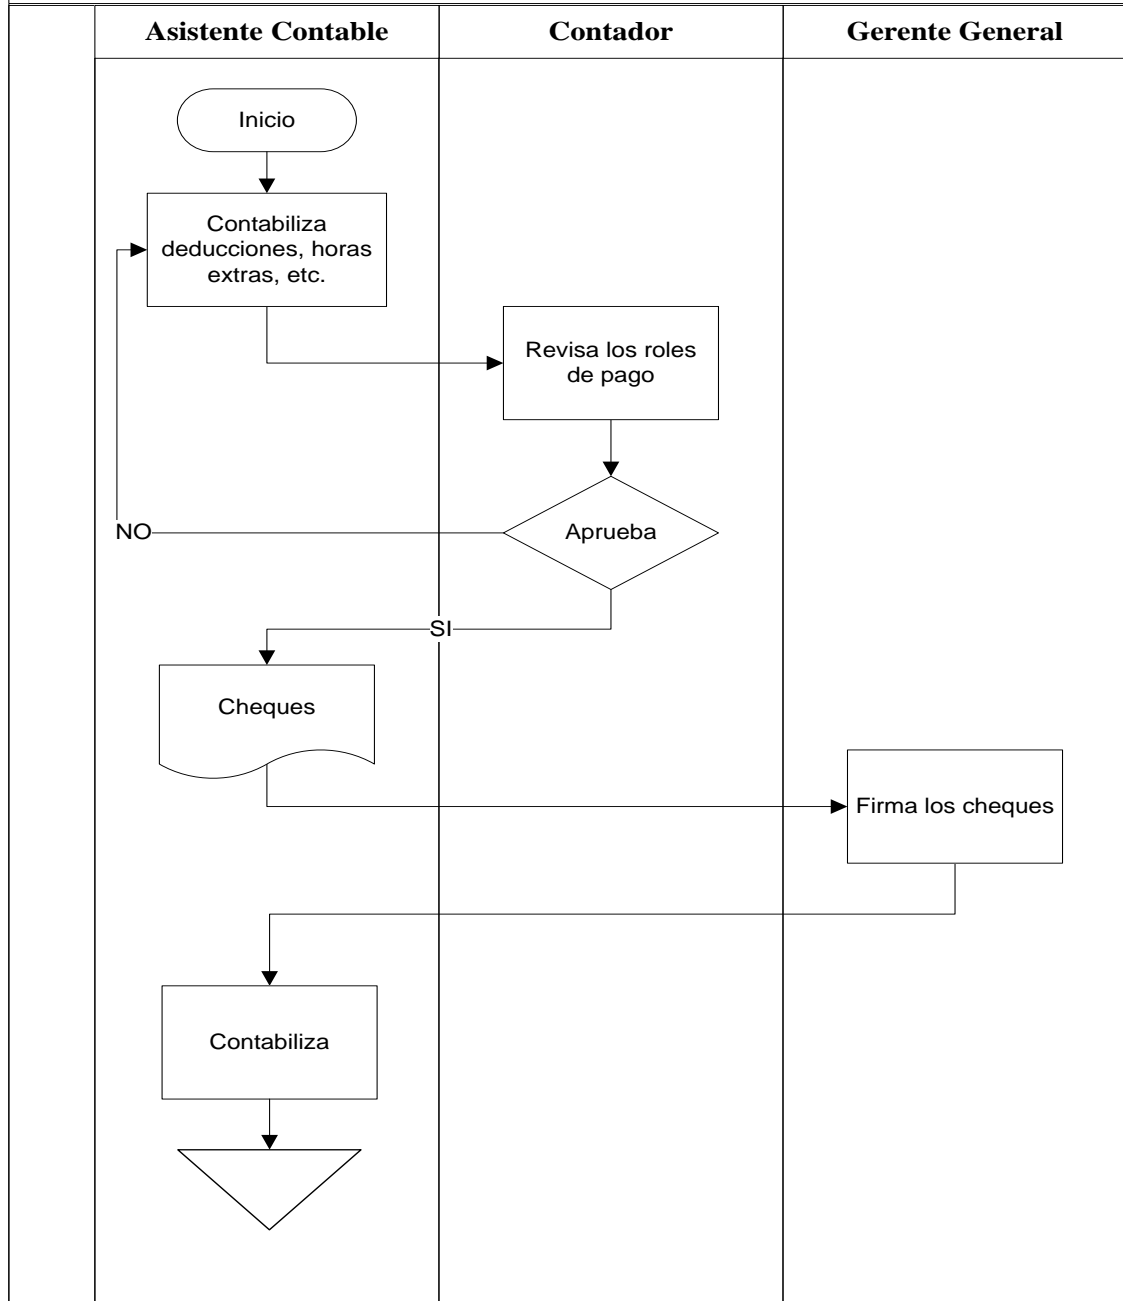 Asistente Contable
Contador
Gerente General
Inicio
Contabiliza
deducciones, horas
extras, etc.
Revisa los roles
de pago
Aprueba
NO
SI
Cheques
Firma los cheques
Contabiliza